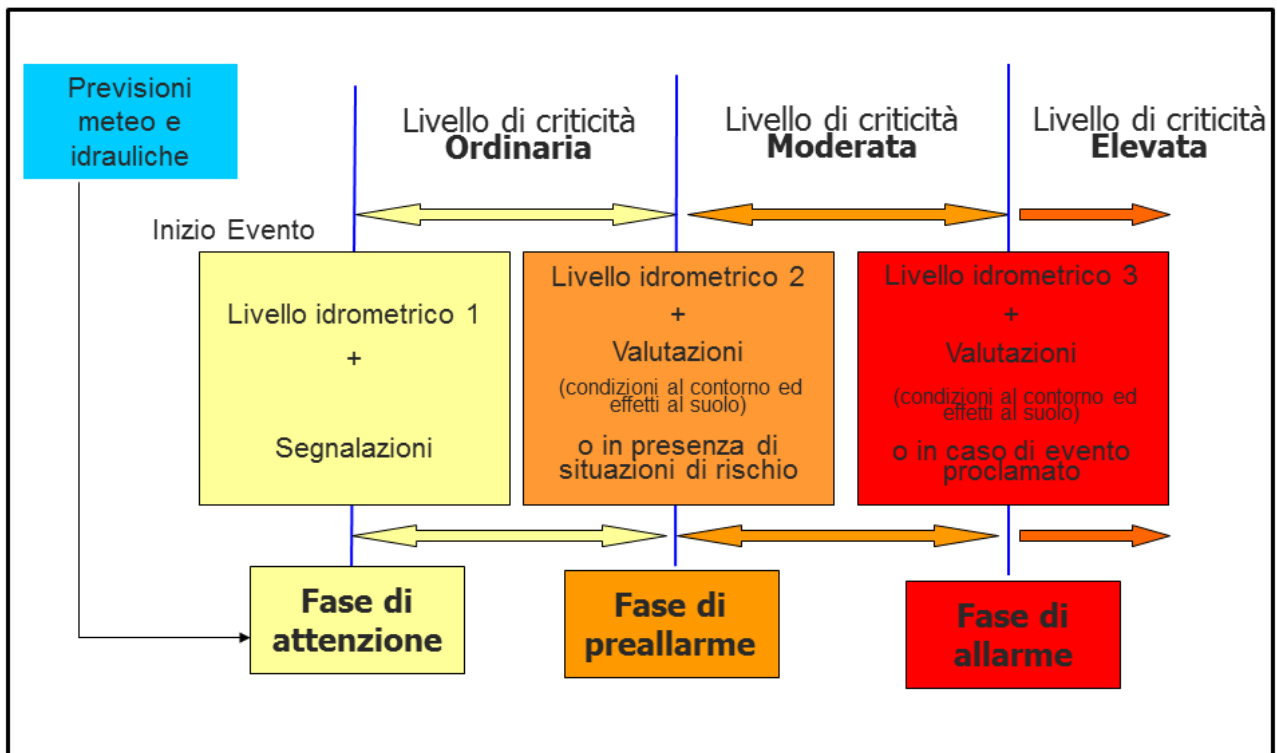 Previsioni
meteo e
idrauliche
Livello di criticità
Ordinaria
Livello di criticità
Moderata
Livello di criticità
Elevata
Inizio Evento
Livello idrometrico 1
+
Segnalazioni
Livello idrometrico 2
+
Valutazioni
(condizioni al contorno ed
effetti al suolo)
o in presenza di
situazioni di rischio
Livello idrometrico 3
+
Valutazioni
(condizioni al contorno ed
effetti al suolo)
o in caso di evento
proclamato
Fase di
attenzione
Fase di
preallarme
Fase di
allarme